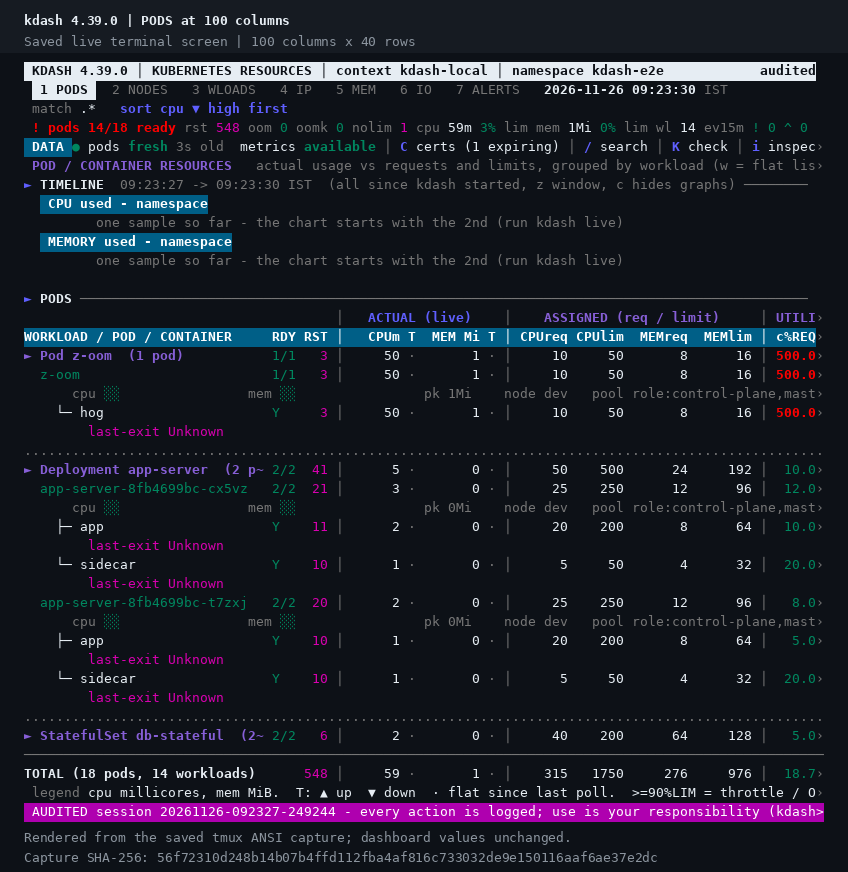 kdash 4.39.0 | PODS at 100 columns
Saved live terminal screen | 100 columns x 40 rows
KDASH 4.39.0 │ KUBERNETES RESOURCES │ context kdash-local │ namespace kdash-e2e audited
1 PODS 2 NODES 3 WLOADS 4 IP 5 MEM 6 IO 7 ALERTS 2026-11-26 09:23:30 IST
match .* sort cpu ▼ high first
! pods 14/18 ready rst 548 oom 0 oomk 0 nolim 1 cpu 59m 3% lim mem 1Mi 0% lim wl 14 ev15m ! 0 ^ 0
DATA ● pods fresh 3s old metrics available │ C certs (1 expiring) │ / search │ K check │ i inspec›
POD / CONTAINER RESOURCES actual usage vs requests and limits, grouped by workload (w = flat lis›
► TIMELINE 09:23:27 -> 09:23:30 IST (all since kdash started, z window, c hides graphs) ────────
CPU used - namespace
one sample so far - the chart starts with the 2nd (run kdash live)
MEMORY used - namespace
one sample so far - the chart starts with the 2nd (run kdash live)
► PODS
│ ACTUAL (live) │ ASSIGNED (req / limit) │ UTILI›
WORKLOAD / POD / CONTAINER RDY RST │ CPUm T MEM Mi T │ CPUreq CPUlim MEMreq MEMlim │ c%REQ›
► Pod z-oom (1 pod) 1/1 3 │ 50 · 1 · │ 10 50 8 16 │ 500.0›
z-oom 1/1 3 │ 50 · 1 · │ 10 50 8 16 │ 500.0›
cpu ░░ mem ░░ pk 1Mi node dev pool role:control-plane,mast›
└─ hog Y 3 │ 50 · 1 · │ 10 50 8 16 │ 500.0›
last-exit Unknown
► Deployment app-server (2 p~ 2/2 41 │ 5 · 0 · │ 50 500 24 192 │ 10.0›
app-server-8fb4699bc-cx5vz 2/2 21 │ 3 · 0 · │ 25 250 12 96 │ 12.0›
cpu ░░ mem ░░ pk 0Mi node dev pool role:control-plane,mast›
├─ app Y 11 │ 2 · 0 · │ 20 200 8 64 │ 10.0›
last-exit Unknown
└─ sidecar Y 10 │ 1 · 0 · │ 5 50 4 32 │ 20.0›
last-exit Unknown
app-server-8fb4699bc-t7zxj 2/2 20 │ 2 · 0 · │ 25 250 12 96 │ 8.0›
cpu ░░ mem ░░ pk 0Mi node dev pool role:control-plane,mast›
├─ app Y 10 │ 1 · 0 · │ 20 200 8 64 │ 5.0›
last-exit Unknown
└─ sidecar Y 10 │ 1 · 0 · │ 5 50 4 32 │ 20.0›
last-exit Unknown
► StatefulSet db-stateful (2~ 2/2 6 │ 2 · 0 · │ 40 200 64 128 │ 5.0›
TOTAL (18 pods, 14 workloads) 548 │ 59 · 1 · │ 315 1750 276 976 │ 18.7›
legend cpu millicores, mem MiB. T: ▲ up ▼ down · flat since last poll. >=90%LIM = throttle / O›
AUDITED session 20261126-092327-249244 - every action is logged; use is your responsibility (kdash>
Rendered from the saved tmux ANSI capture; dashboard values unchanged.
Capture SHA-256: 56f72310d248b14b07b4ffd112fba4af816c733032de9e150116aaf6ae37e2dc